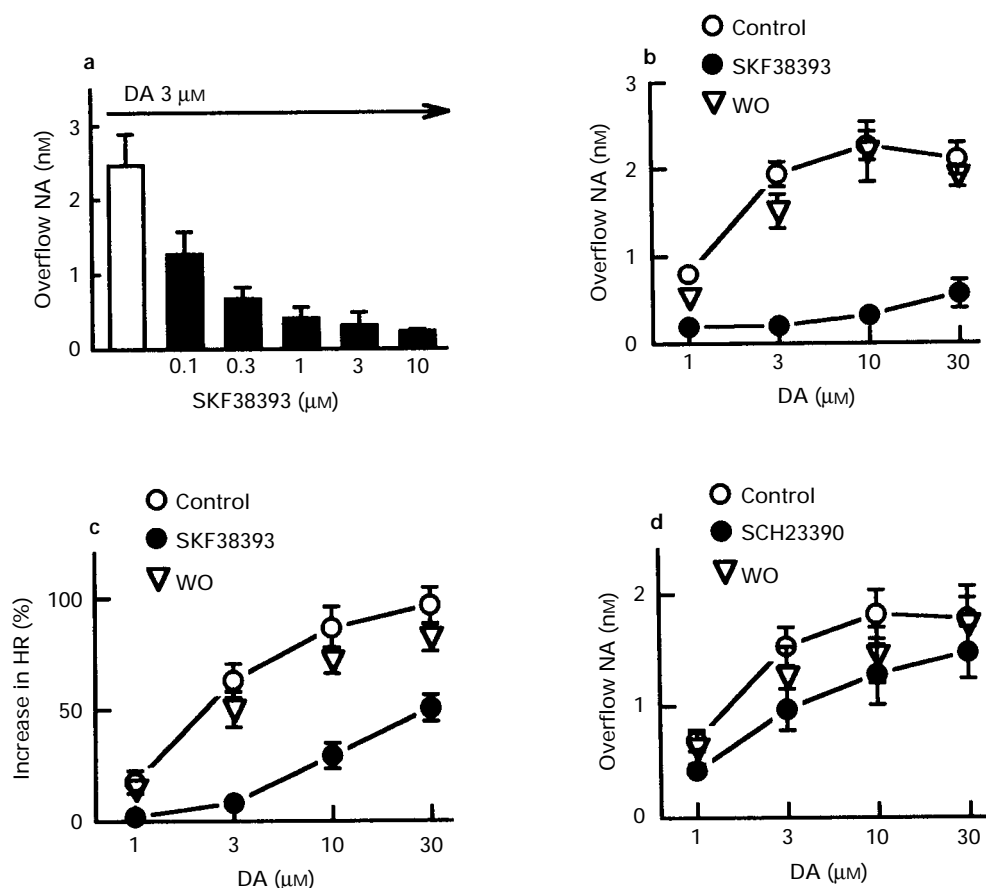 a
DA 3 μM
Overflow NA (nM)
3
2
1
0
0.1 0.3 1 3 10
SKF38393 (μM)
b
Control
SKF38393
WO
Overflow NA (nM)
3
2
1
0
1 3 10 30
DA (μM)
c
Control
SKF38393
WO
Increase in HR (%)
100
50
0
1 3 10 30
DA (μM)
d
Control
SCH23390
WO
Overflow NA (nM)
2
1
0
1 3 10 30
DA (μM)